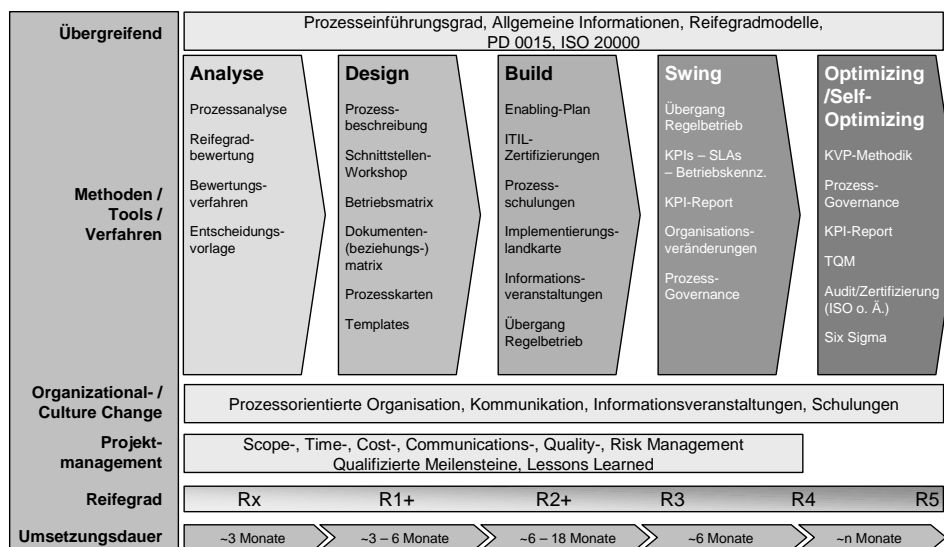 Übergreifend
Prozesseinführungsgrad, Allgemeine Informationen, Reifegradmodelle,
PD 0015, ISO 20000
Methoden /
Tools /
Verfahren
Analyse
Prozessanalyse
Reifegrad-
bewertung
Bewertungs-
verfahren
Entscheidungs-
vorlage
Design
Prozess-
beschreibung
Schnittstellen-
Workshop
Betriebsmatrix
Dokumenten-
(beziehungs-)
matrix
Prozesskarten
Templates
Build
Enabling-Plan
ITIL-
Zertifizierungen
Prozess-
schulungen
Implementierungs-
landkarte
Informations-
veranstaltungen
Übergang
Regelbetrieb
Swing
Übergang
Regelbetrieb
KPIs – SLAs
– Betriebskennz.
KPI-Report
Organisations-
veränderungen
Prozess-
Governance
Optimizing
/Self-
Optimizing
KVP-Methodik
Prozess-
Governance
KPI-Report
TQM
Audit/Zertifizierung
(ISO o. Ä.)
Six Sigma
Organizational- /
Culture Change
Prozessorientierte Organisation, Kommunikation, Informationsveranstaltungen, Schulungen
Projekt-
management
Scope-, Time-, Cost-, Communications-, Quality-, Risk Management
Qualifizierte Meilensteine, Lessons Learned
Reifegrad
Rx R1+ R2+ R3 R4 R5
Umsetzungsdauer
~3 Monate ~3 – 6 Monate ~6 – 18 Monate ~6 Monate ~n Monate